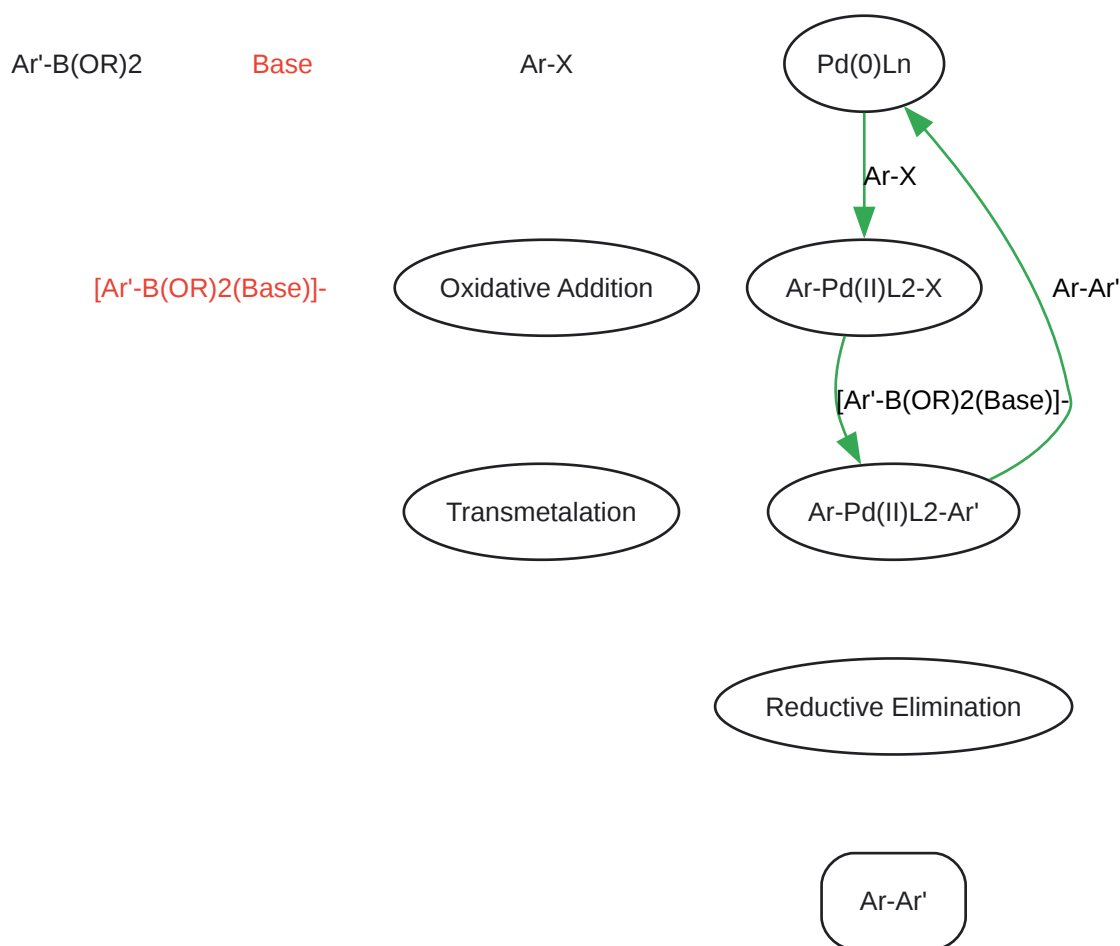 Ar'-B(OR)2
Base
Ar-X
Pd(0)Ln
Ar-X
[Ar'-B(OR)2(Base)]-
Oxidative Addition
Ar-Pd(II)L2-X
Ar-Ar'
[Ar'-B(OR)2(Base)]-
Transmetalation
Ar-Pd(II)L2-Ar'
Reductive Elimination
Ar-Ar'